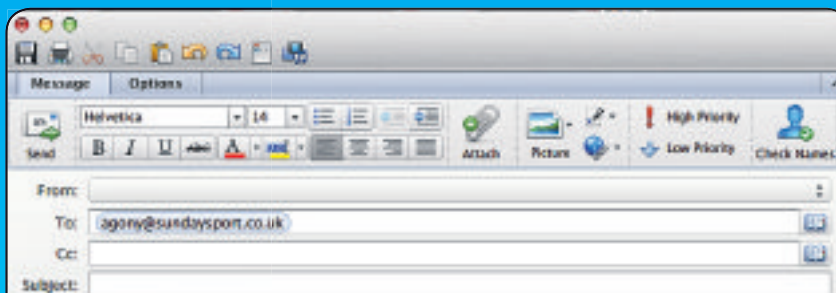 Message Options
Helvetica 14
Send B I U abc A Attach Picture High Priority Low Priority Check Names
From:
To: agony@sundaysport.co.uk
Cc:
Subject: